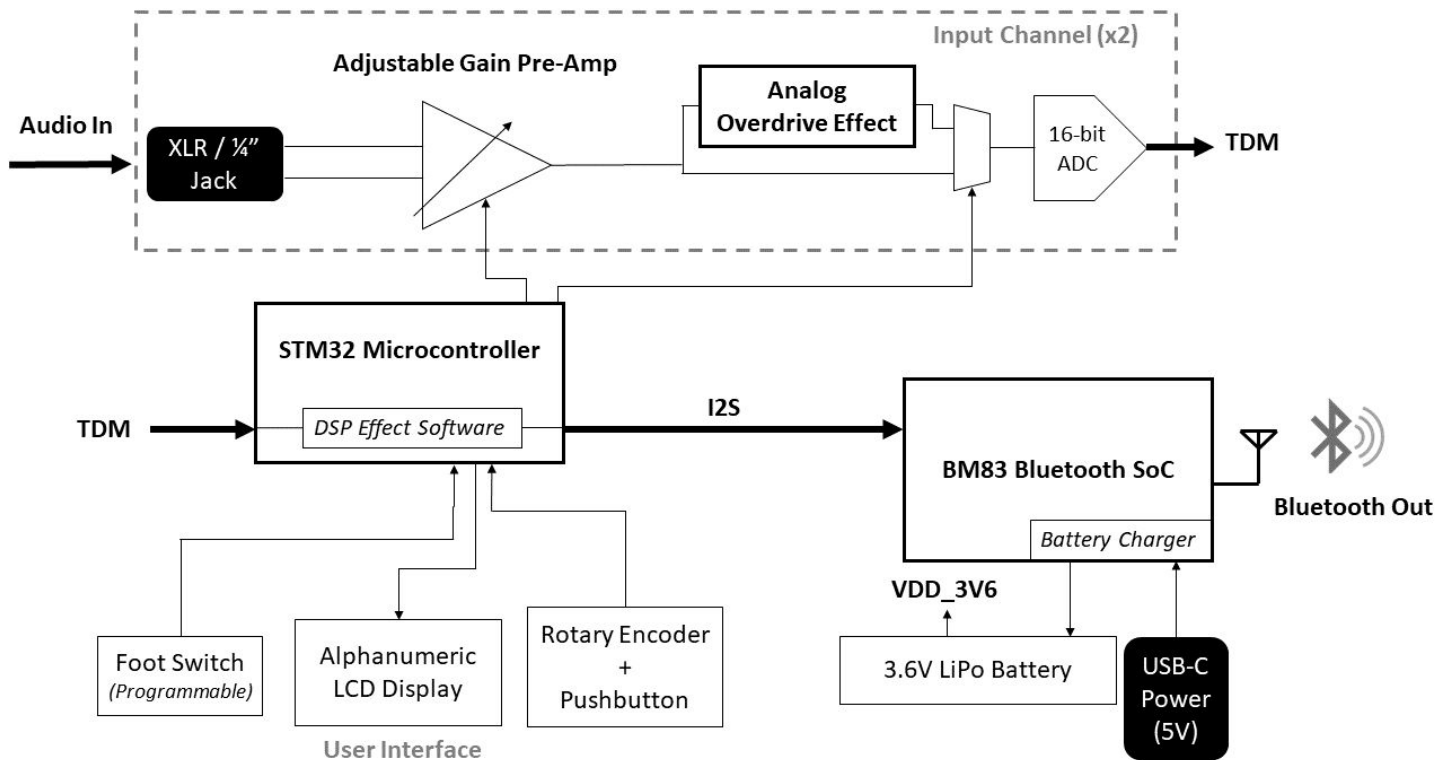 Input Channel (x2)
Adjustable Gain Pre-Amp
Audio In
XLR / ¼”
Jack
Analog
Overdrive Effect
16-bit
ADC
TDM
STM32 Microcontroller
TDM
DSP Effect Software
I2S
BM83 Bluetooth SoC
Battery Charger
Bluetooth Out
VDD_3V6
Foot Switch
(Programmable)
Alphanumeric
LCD Display
Rotary Encoder
+
Pushbutton
3.6V LiPo Battery
USB-C
Power
(5V)
User Interface